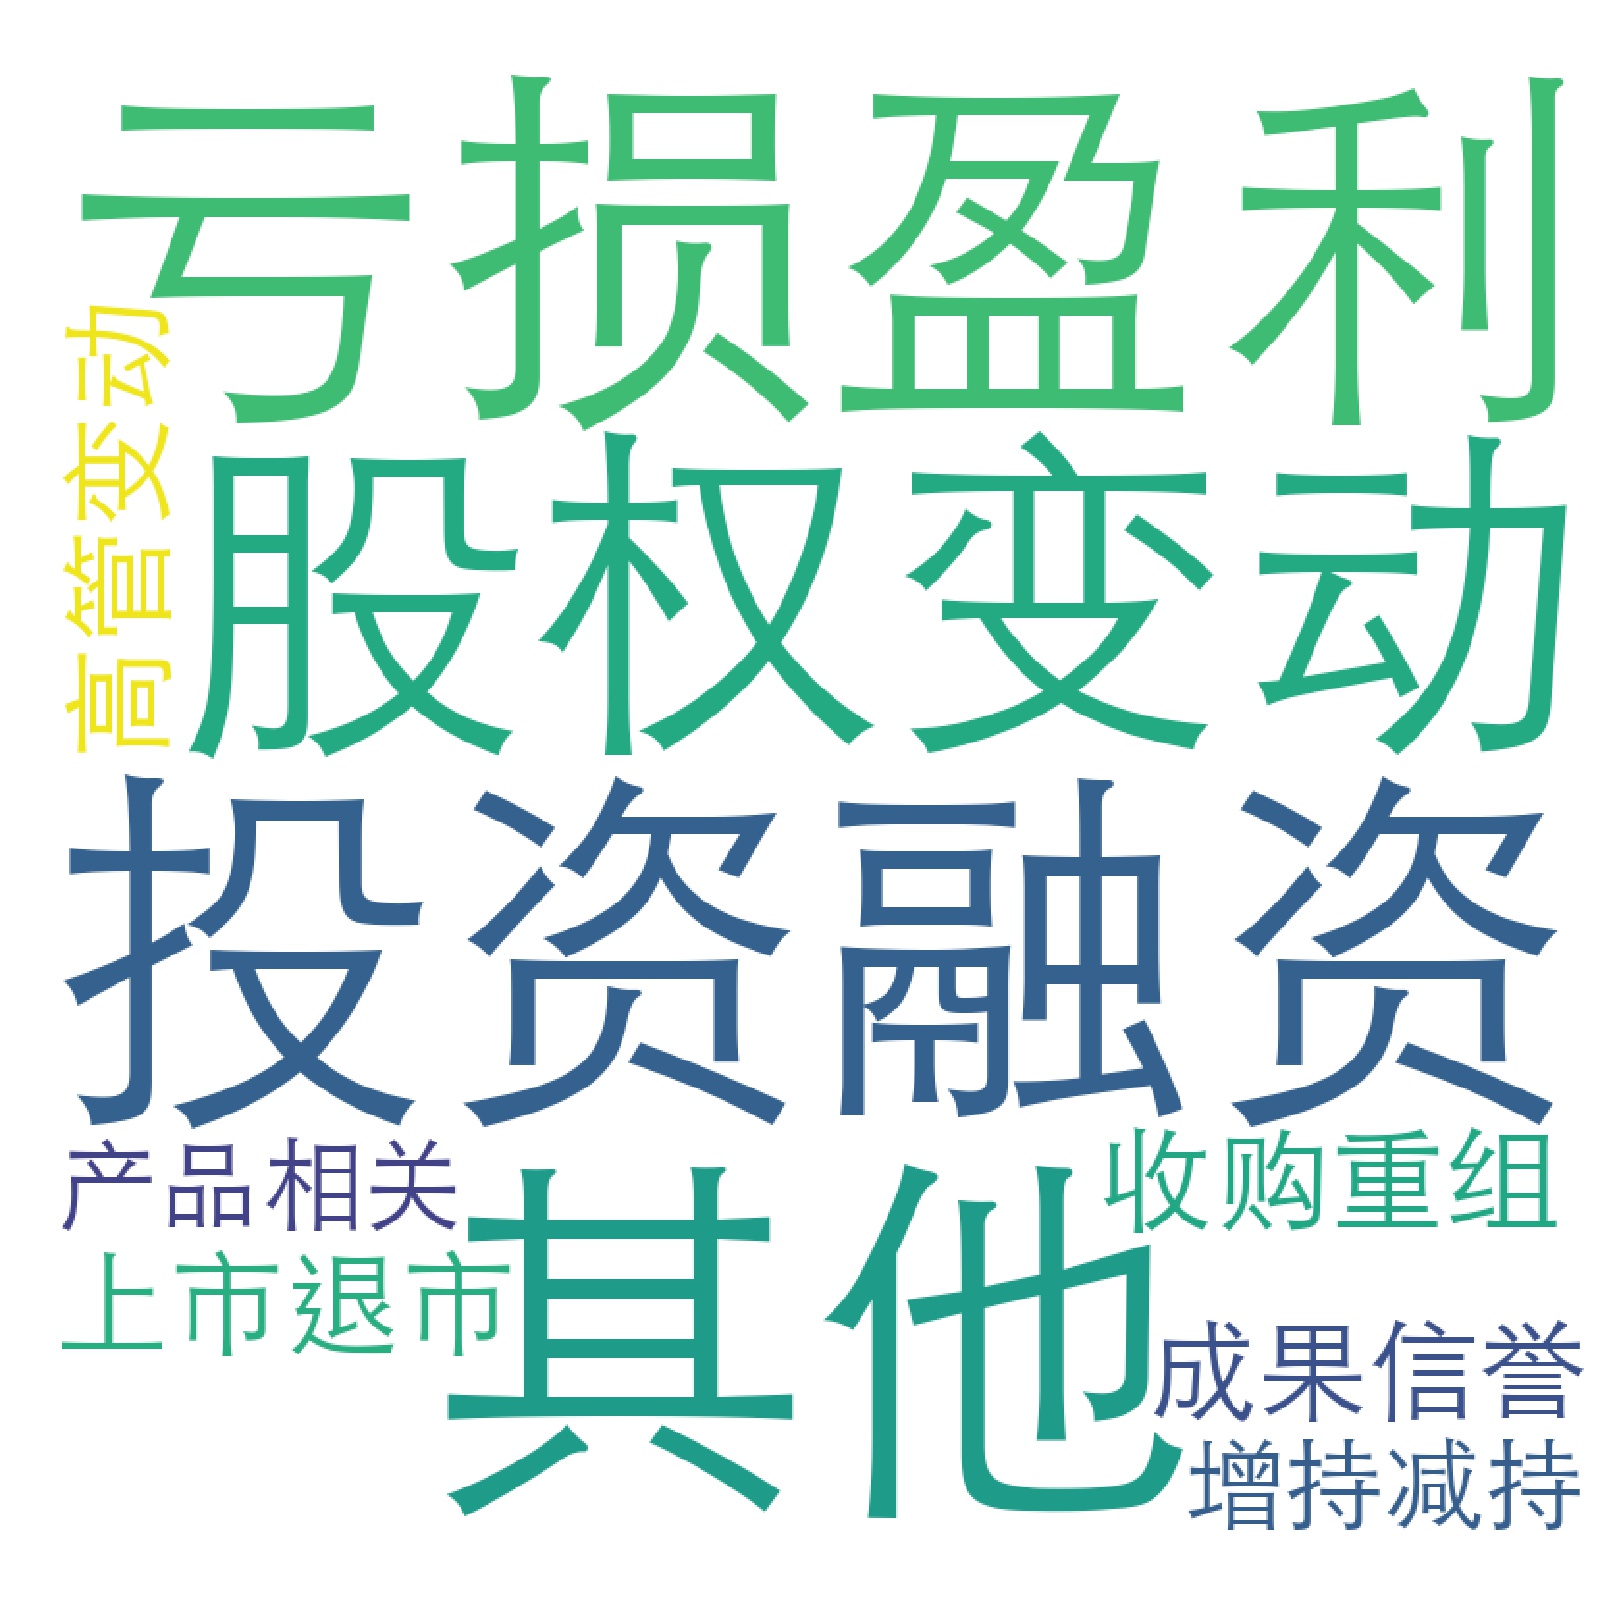 亏损盈利
高管变动
股权变动
投资融资
产品相关
其他
收购重组
上市退市
成果信誉
增持减持